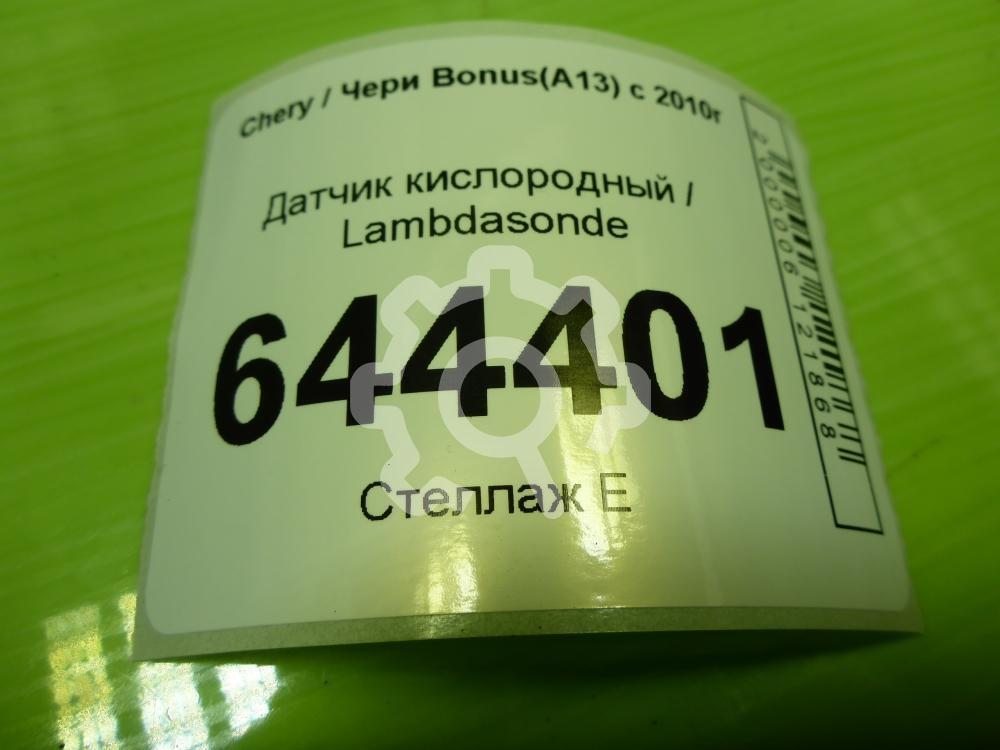 Chery / Чери Bonus(A13) с 2010г
Датчик кислородный /
Lambdasonde
644401
Стеллаж Е
2000006121868